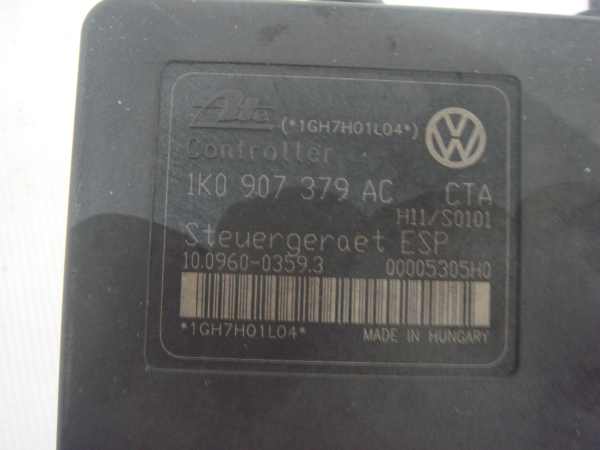 Ate (*1GH7H01L04*)
Controller
1K0 907 379 AC CTA
H11/S0101
Steuergeraet ESP
10.0960-0359.3 00005305H0
*1GH7H01L04* MADE IN HUNGARY